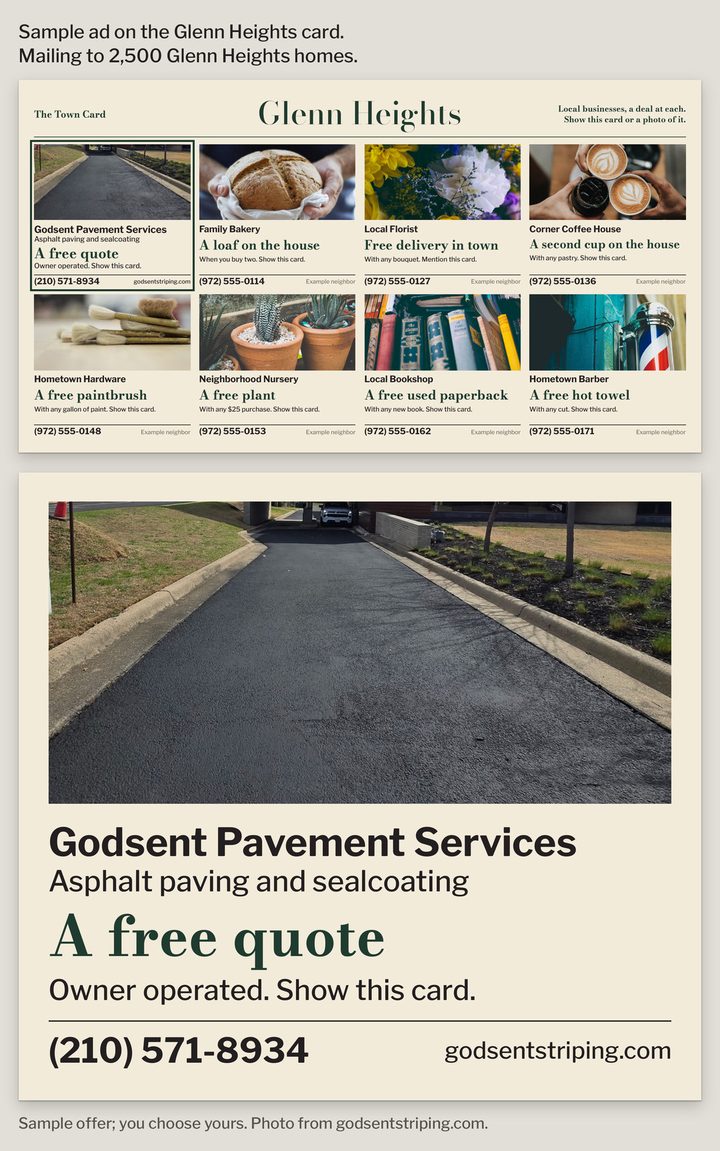 Sample ad on the Glenn Heights card.
Mailing to 2,500 Glenn Heights homes.
The Town Card
Glenn Heights
Local businesses, a deal at each.
Show this card or a photo of it.
Godsent Pavement Services
Asphalt paving and sealcoating
A free quote
Owner operated. Show this card.
(210) 571-8934
godsentstriping.com
Family Bakery
A loaf on the house
When you buy two. Show this card.
(972) 555-0114
Example neighbor
Local Florist
Free delivery in town
With any bouquet. Mention this card.
(972) 555-0127
Example neighbor
Corner Coffee House
A second cup on the house
With any pastry. Show this card.
(972) 555-0136
Example neighbor
Hometown Hardware
A free paintbrush
With any gallon of paint. Show this card.
(972) 555-0148
Example neighbor
Neighborhood Nursery
A free plant
With any $25 purchase. Show this card.
(972) 555-0153
Example neighbor
Local Bookshop
A free used paperback
With any new book. Show this card.
(972) 555-0162
Example neighbor
Hometown Barber
A free hot towel
With any cut. Show this card.
(972) 555-0171
Example neighbor
Godsent Pavement Services
Asphalt paving and sealcoating
A free quote
Owner operated. Show this card.
(210) 571-8934
godsentstriping.com
Sample offer; you choose yours. Photo from godsentstriping.com.